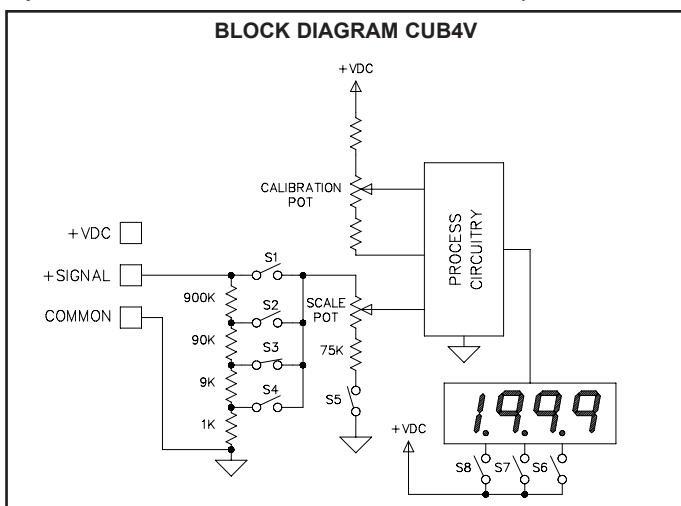 BLOCK DIAGRAM CUB4V
+VDC
CALIBRATION
POT
PROCESS
CIRCUITRY
+VDC
+SIGNAL
COMMON
S1
900K
S2
SCALE
POT
90K
S3
75K
9K
S4
S5
1K
1.9.9.9
+VDC
S8 S7 S6